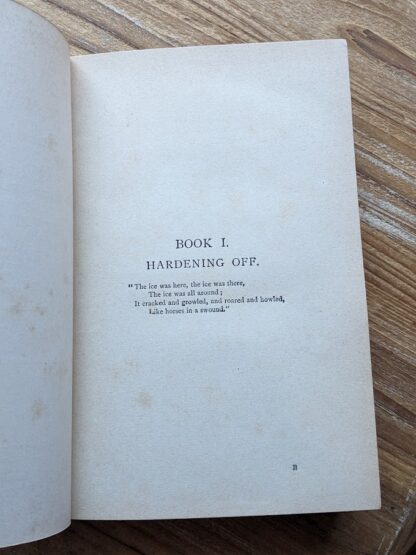 BOOK I.
HARDENING OFF.
"The ice was here, the ice was there,
The ice was all around;
It cracked and growled, and roared and howled,
Like horses in a swound."
B